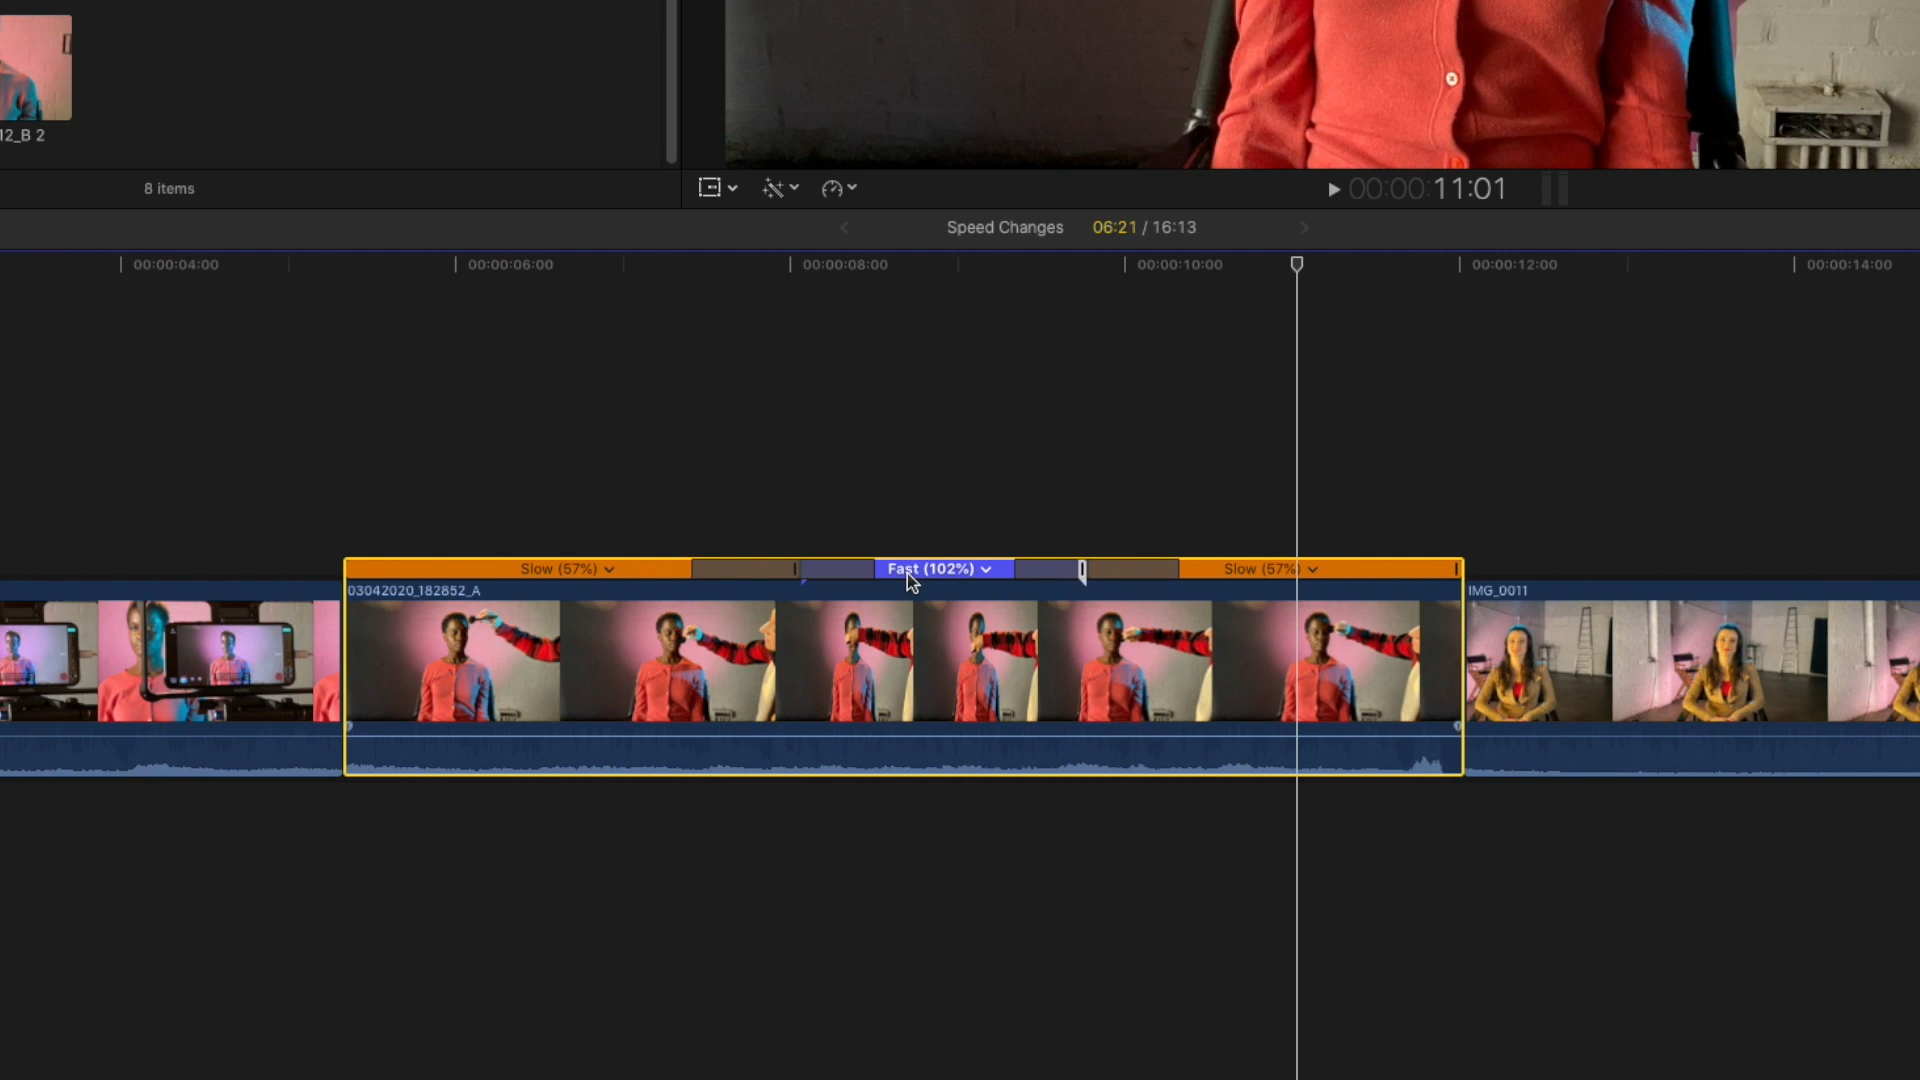 12_B 2
8 items
00:00:11:01
Speed Changes 06:21 / 16:13
00:00:04:00 00:00:06:00 00:00:08:00 00:00:10:00 00:00:12:00 00:00:14:00
Slow (57%) Fast (102%) Slow (57%)
03042020_182852_A IMG_0011